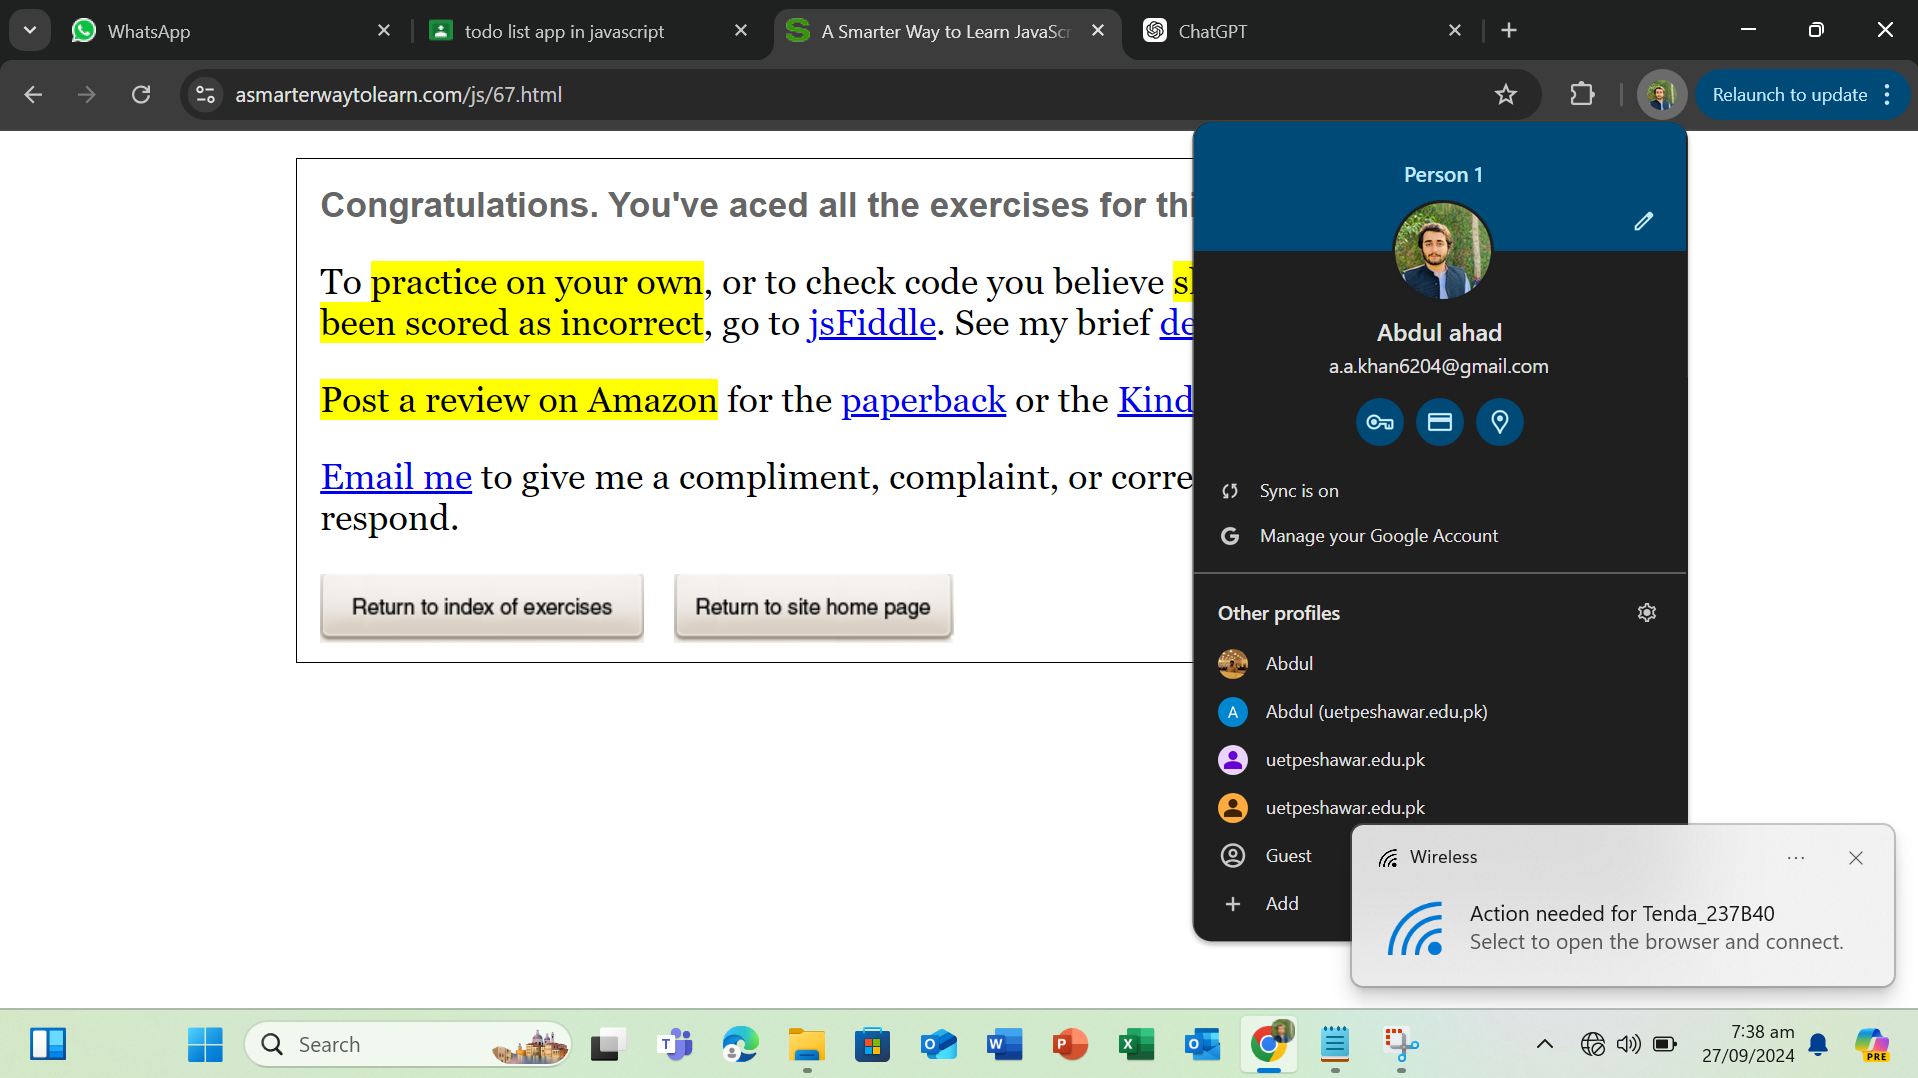 WhatsApp
todo list app in javascript
A Smarter Way to Learn JavaScr
ChatGPT
asmarterwaytolearn.com/js/67.html
Relaunch to update
Congratulations. You've aced all the exercises for thi
To practice on your own, or to check code you believe sl
been scored as incorrect, go to jsFiddle. See my brief de
Post a review on Amazon for the paperback or the Kind
Email me to give me a compliment, complaint, or corre
respond.
Return to index of exercises
Return to site home page
Person 1
Abdul ahad
a.a.khan6204@gmail.com
Sync is on
Manage your Google Account
Other profiles
Abdul
A
Abdul (uetpeshawar.edu.pk)
uetpeshawar.edu.pk
uetpeshawar.edu.pk
Guest
Add
Wireless
Action needed for Tenda_237B40
Select to open the browser and connect.
Search
7:38 am
27/09/2024
PRE